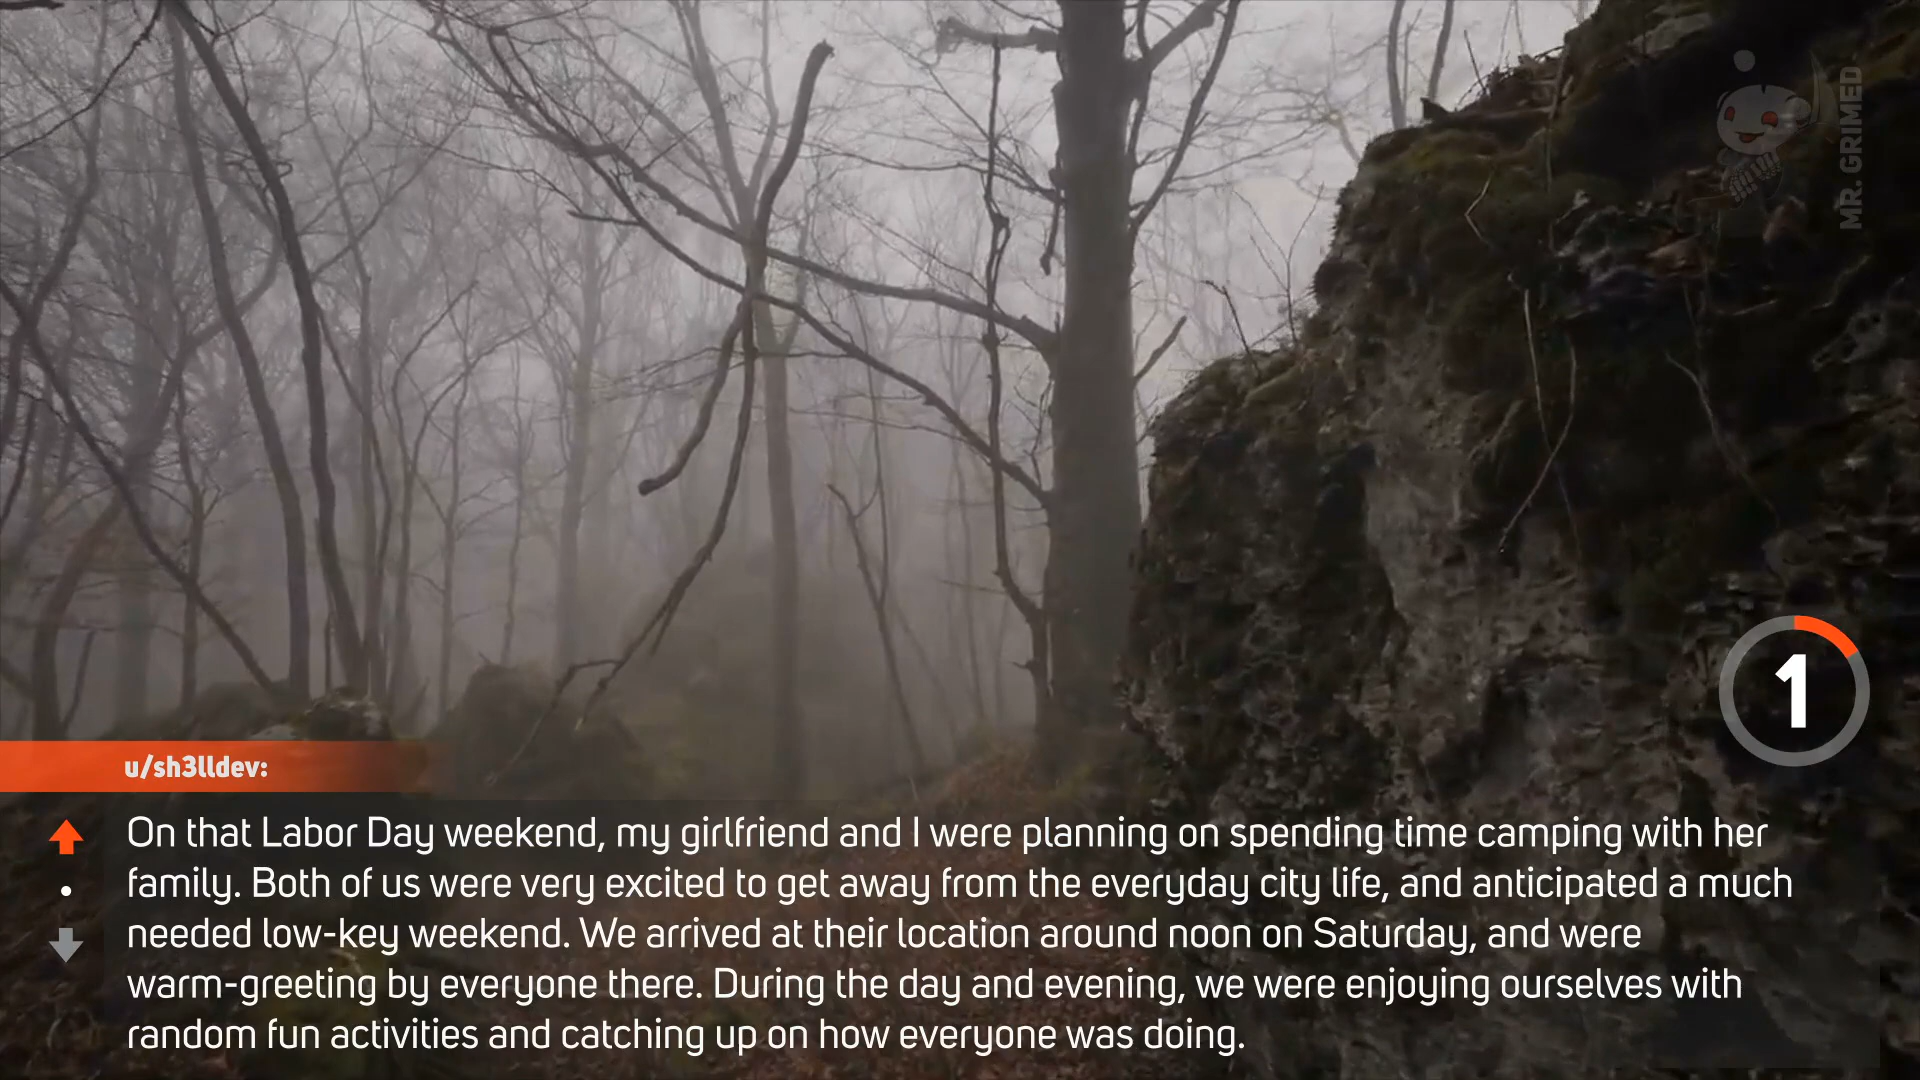 MR. GRIMED
1
u/sh3lldev:
On that Labor Day weekend, my girlfriend and I were planning on spending time camping with her
family. Both of us were very excited to get away from the everyday city life, and anticipated a much
needed low-key weekend. We arrived at their location around noon on Saturday, and were
warm-greeting by everyone there. During the day and evening, we were enjoying ourselves with
random fun activities and catching up on how everyone was doing.